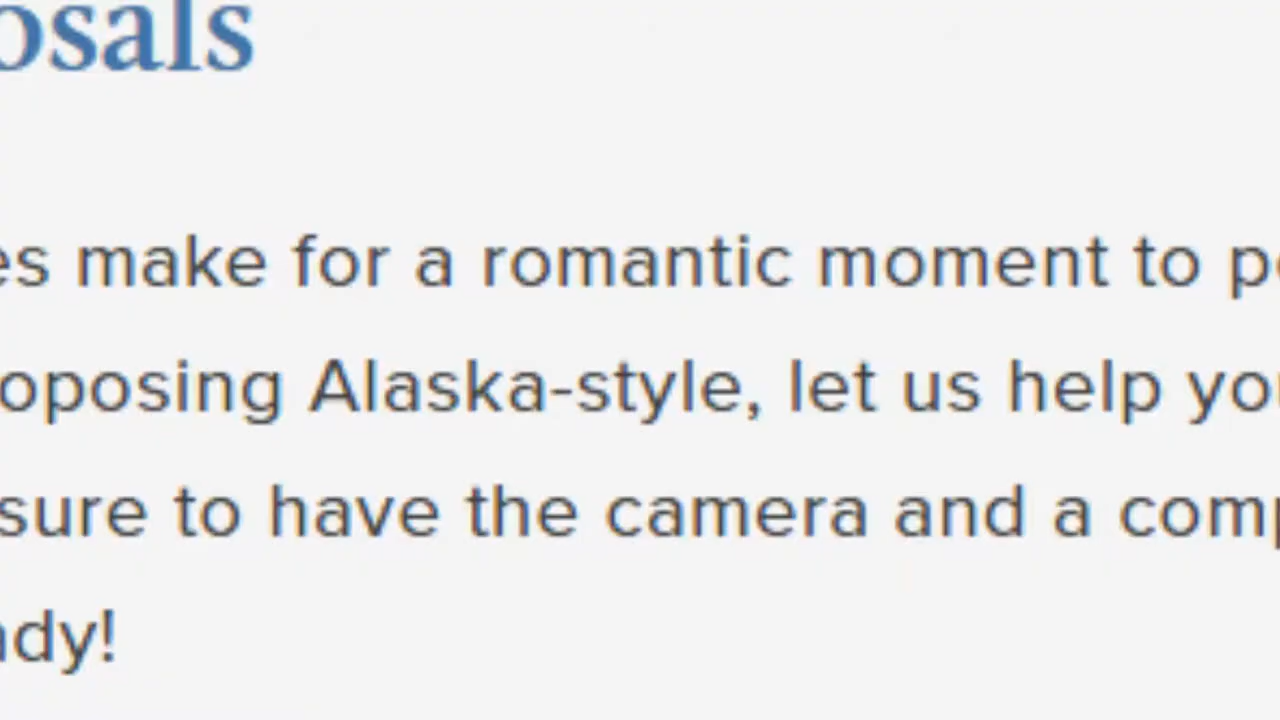 osals
es make for a romantic moment to p
oposing Alaska-style, let us help yo
sure to have the camera and a comp
ady!